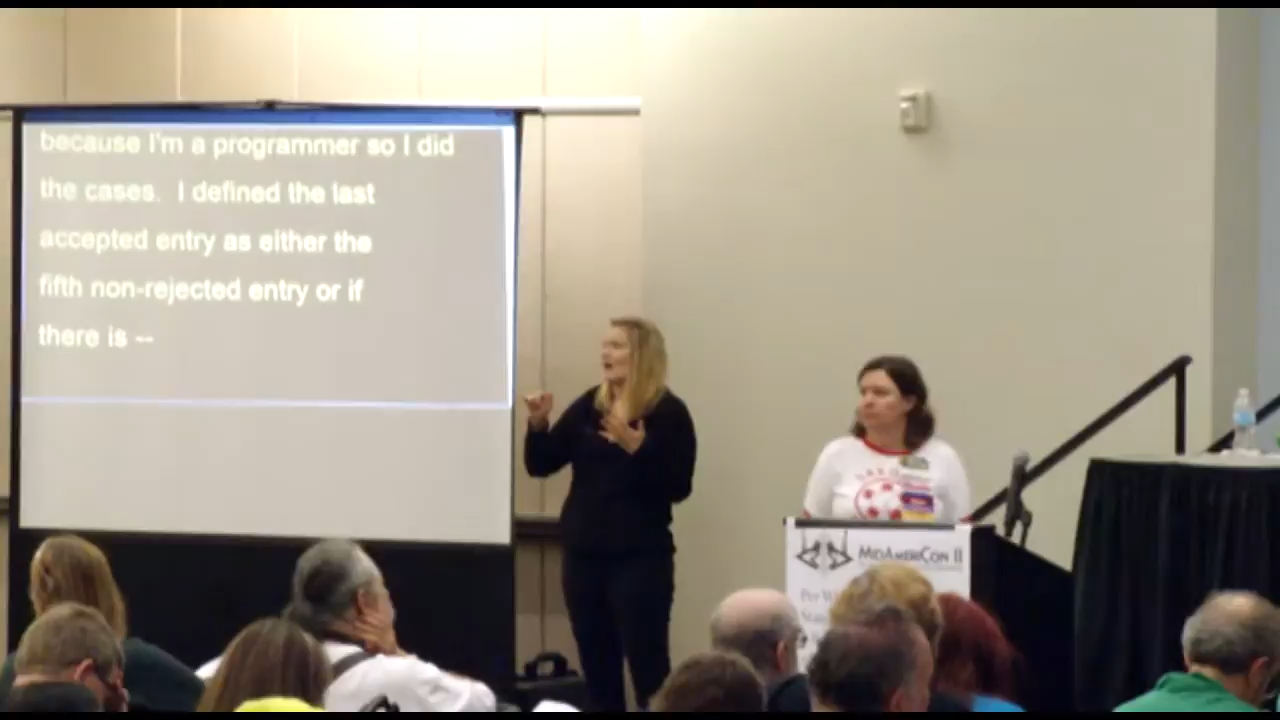 because I'm a programmer so I did
the cases.  I defined the last
accepted entry as either the
fifth non-rejected entry or if
there is --
MIDAMERICON II